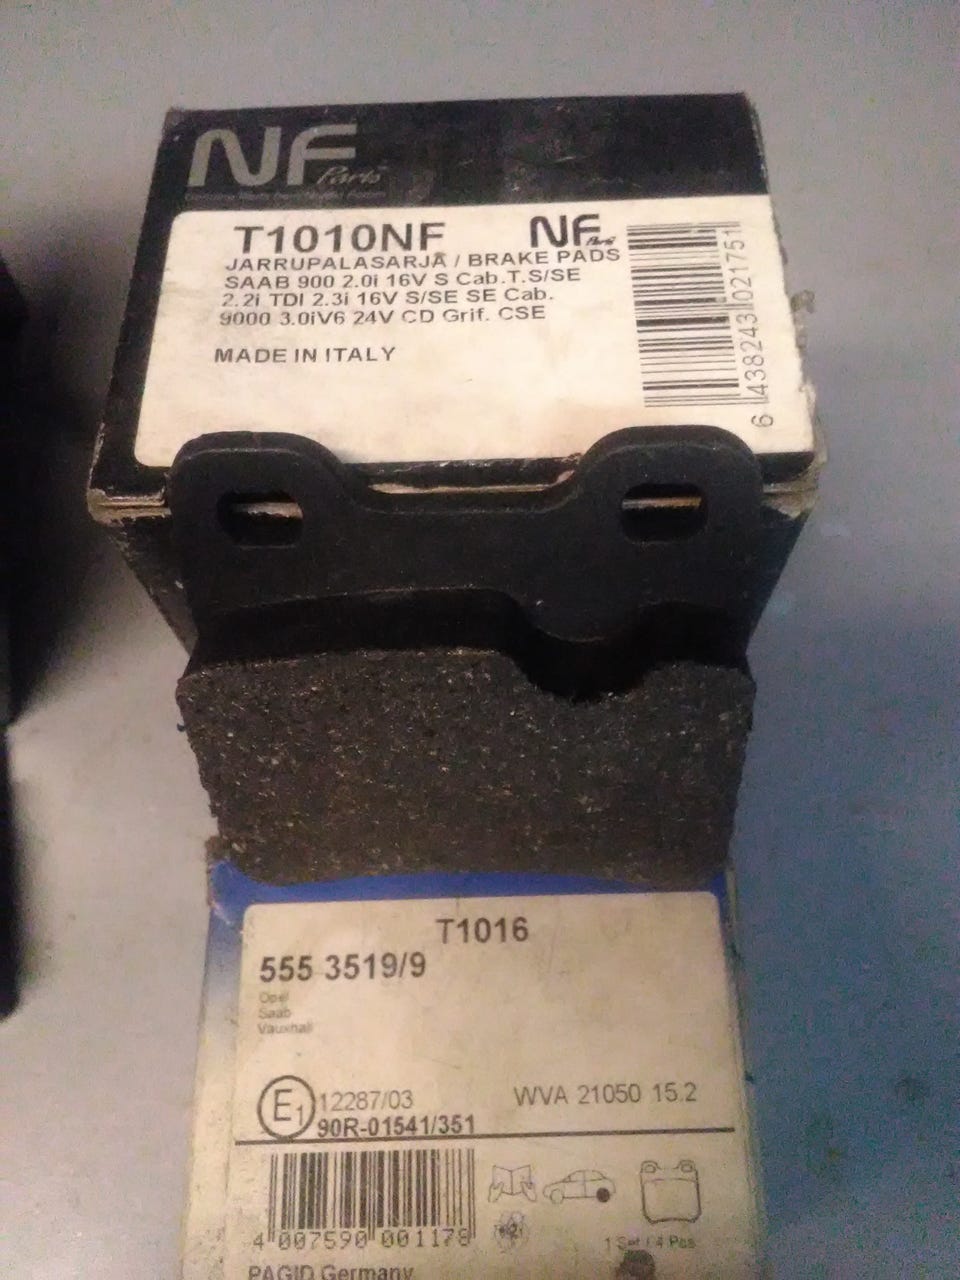 NF
Parts
T1010NF
NF
Parts
JARRUPALASARJA / BRAKE PADS
SAAB 900 2.0i 16V S Cab.T.S/SE
2.2i TDI 2.3i 16V S/SE SE Cab.
9000 3.0iV6 24V CD Grif. CSE
MADE IN ITALY
6 438243 021751
T1016
555 3519/9
Opel
Saab
Vauxhall
E1
12287/03
WVA 21050 15.2
90R-01541/351
4 007590 001178
1 Set / 4 Pcs
PAGID Germany